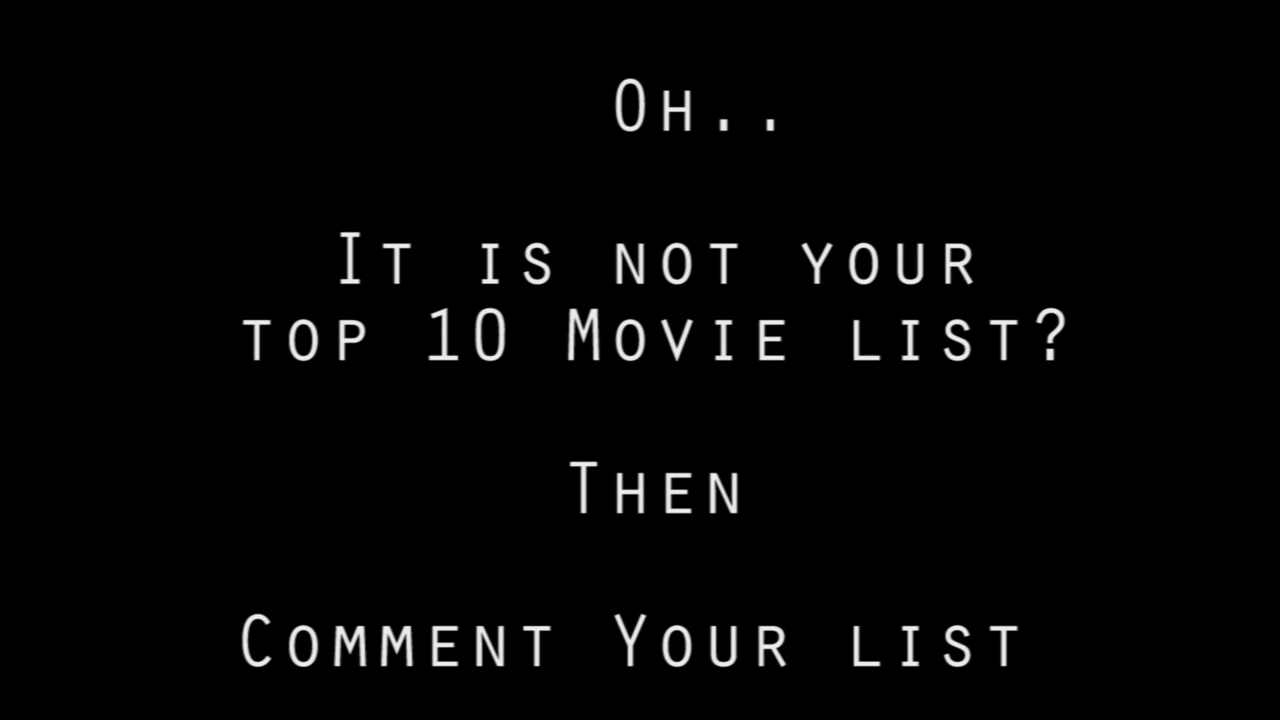 Oh..
It is not your
top 10 Movie list?
Then
Comment Your list